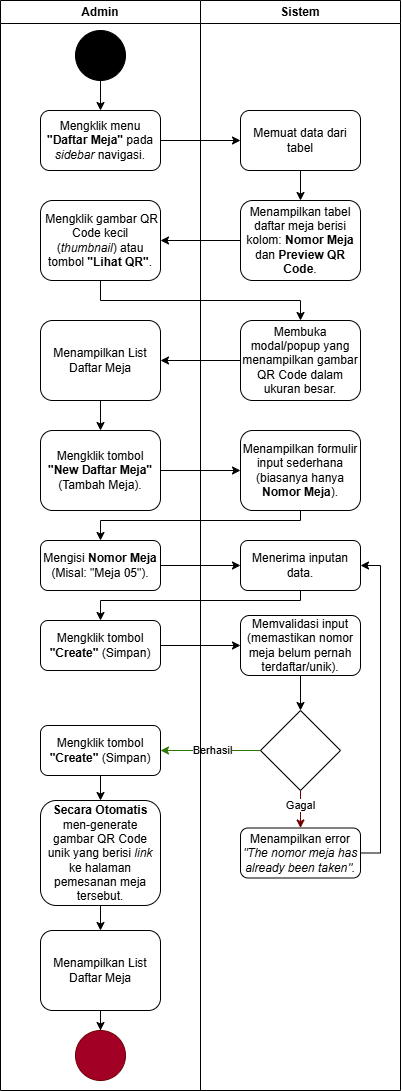 Admin
Sistem
Mengklik menu
"Daftar Meja" pada
sidebar navigasi.
Memuat data dari
tabel
Mengklik gambar QR
Code kecil
(thumbnail) atau
tombol "Lihat QR".
Menampilkan tabel
daftar meja berisi
kolom: Nomor Meja
dan Preview QR
Code.
Membuka
modal/popup yang
menampilkan gambar
QR Code dalam
ukuran besar.
Menampilkan List
Daftar Meja
Mengklik tombol
"New Daftar Meja"
(Tambah Meja).
Menampilkan formulir
input sederhana
(biasanya hanya
Nomor Meja).
Mengisi Nomor Meja
(Misal: "Meja 05").
Menerima inputan
data.
Mengklik tombol
"Create" (Simpan)
Memvalidasi input
(memastikan nomor
meja belum pernah
terdaftar/unik).
Mengklik tombol
"Create" (Simpan)
Berhasil
Gagal
Secara Otomatis
men-generate
gambar QR Code
unik yang berisi link
ke halaman
pemesanan meja
tersebut.
Menampilkan error
"The nomor meja has
already been taken".
Menampilkan List
Daftar Meja